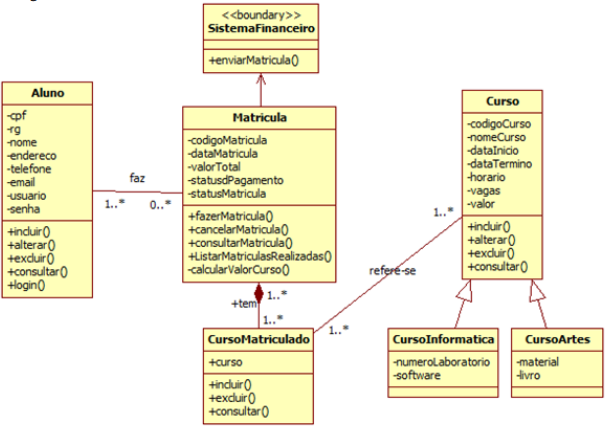 <<boundary>>
SistemaFinanceiro
+enviarMatricula()
Aluno
-cpf
-rg
-nome
-endereco
-telefone
-email
-usuario
-senha
+incluir()
+alterar()
+excluir()
+consultar()
+login()
faz
1..*
0..*
Matricula
-codigoMatricula
-dataMatricula
-valorTotal
-statusdPagamento
-statusMatricula
+fazerMatricula()
+cancelarMatricula()
+consultarMatricula()
+ListarMatriculasRealizadas()
-calcularValorCurso()
Curso
-codigoCurso
-nomeCurso
-dataInicio
-dataTermino
-horario
-vagas
-valor
+incluir()
+alterar()
+excluir()
+consultar()
1..*
refere-se
1..*
+tem
1..*
1..*
CursoMatriculado
+curso
+incluir()
+excluir()
+consultar()
CursoInformatica
-numeroLaboratorio
-software
CursoArtes
-material
-livro